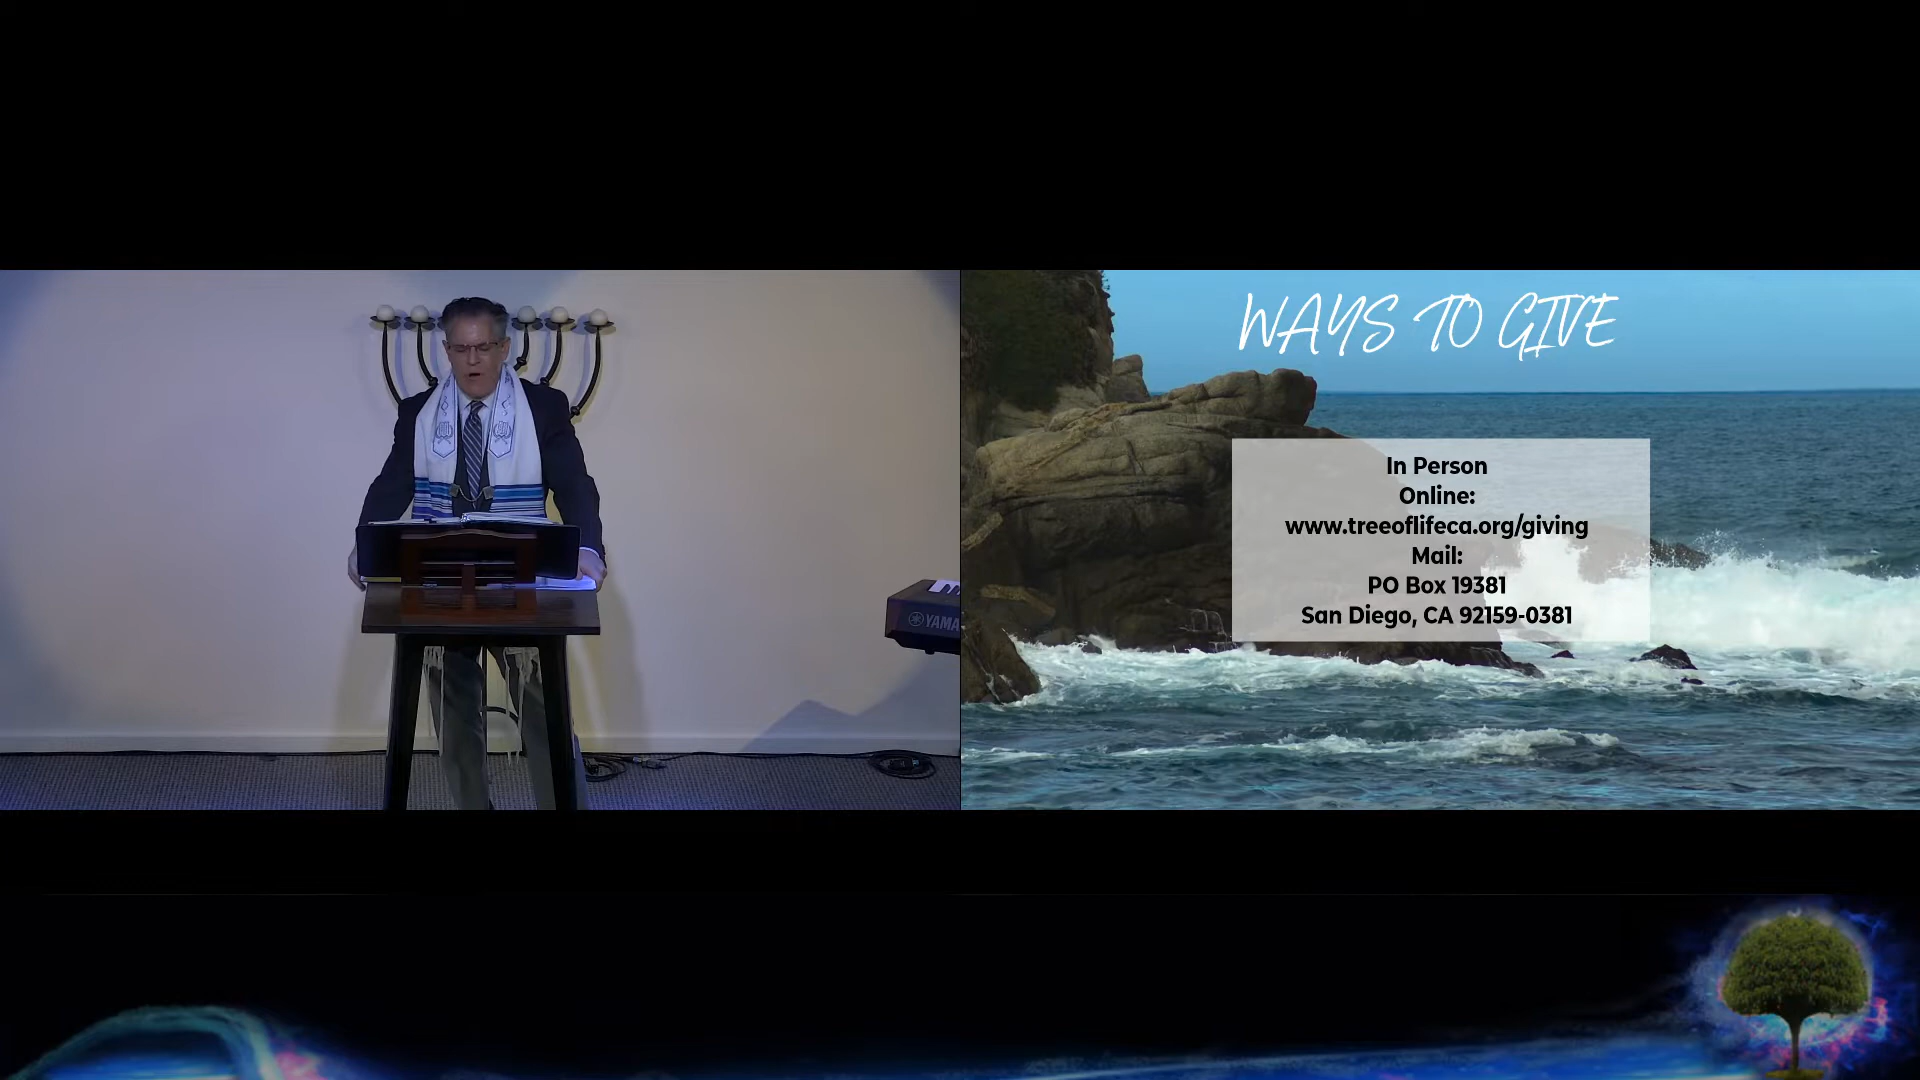 WAYS TO GIVE
In Person
Online:
www.treeoflifeca.org/giving
Mail:
PO Box 19381
San Diego, CA 92159-0381